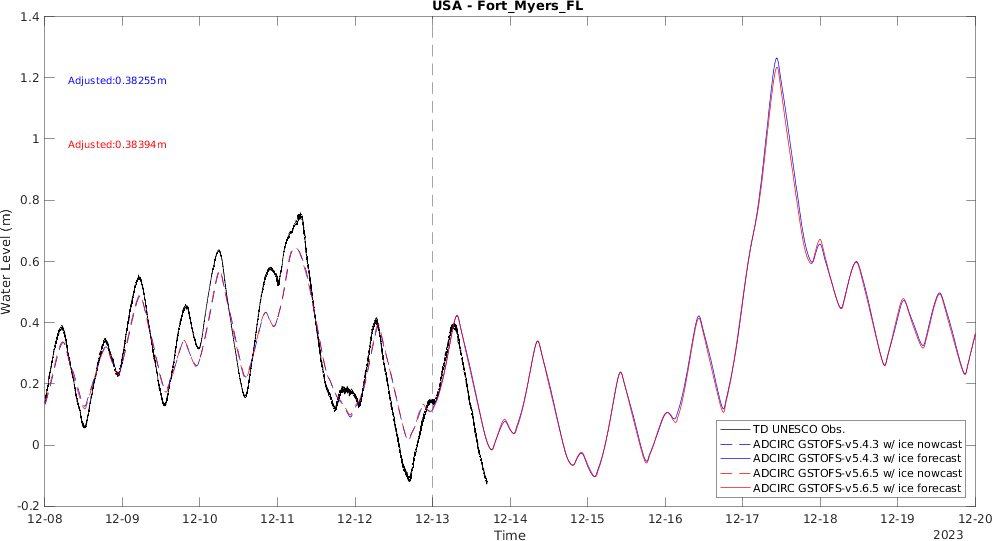 USA - Fort_Myers_FL
1.4
1.2
1
0.8
0.6
0.4
0.2
0
-0.2
Water Level (m)
Adjusted:0.38255m
Adjusted:0.38394m
TD UNESCO Obs.
ADCIRC GSTOFS-v5.4.3 w/ ice nowcast
ADCIRC GSTOFS-v5.4.3 w/ ice forecast
ADCIRC GSTOFS-v5.6.5 w/ ice nowcast
ADCIRC GSTOFS-v5.6.5 w/ ice forecast
12-08 12-09 12-10 12-11 12-12 12-13 12-14 12-15 12-16 12-17 12-18 12-19 12-20
Time
2023